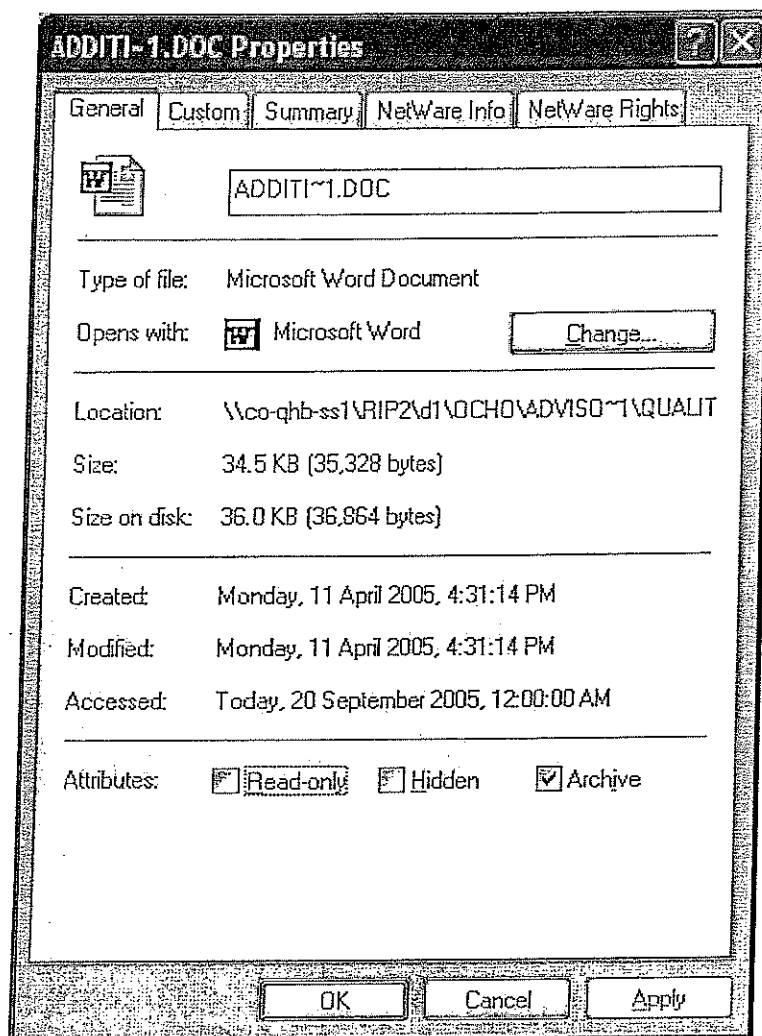 ADDITI~1.DOC Properties
General Custom Summary NetWare Info NetWare Rights
ADDITI~1.DOC
Type of file: Microsoft Word Document
Opens with: Microsoft Word Change...
Location: \\co-qhb-ss1\RIP2\d1\OCHO\ADVISO~1\QUALIT
Size: 34.5 KB (35,328 bytes)
Size on disk: 36.0 KB (36,864 bytes)
Created: Monday, 11 April 2005, 4:31:14 PM
Modified: Monday, 11 April 2005, 4:31:14 PM
Accessed: Today, 20 September 2005, 12:00:00 AM
Attributes: Read-only Hidden Archive
OK Cancel Apply